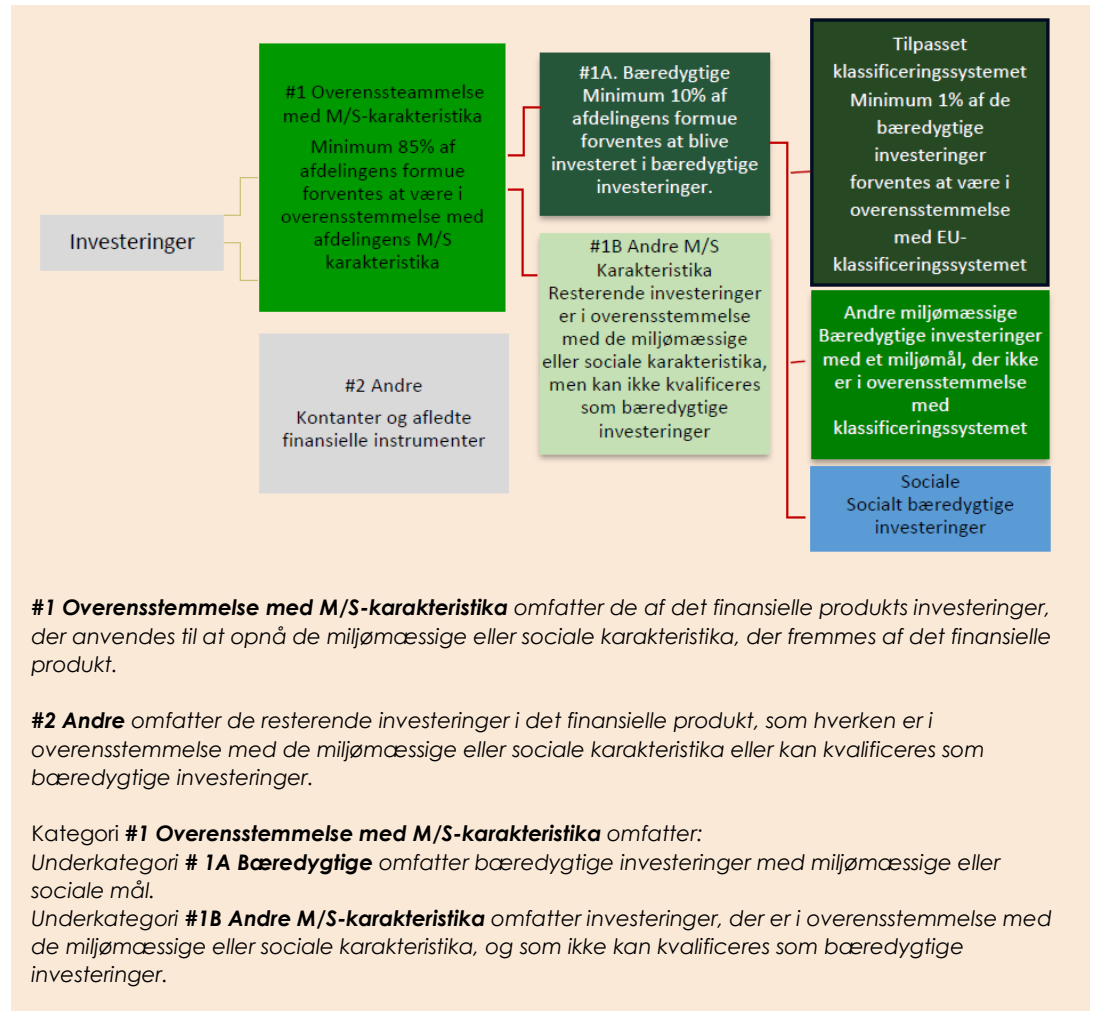 Investeringer
#1 Overenssteammelse
med M/S-karakteristika
Minimum 85% af
afdelingens formue
forventes at være i
overensstemmelse med
afdelingens M/S
karakteristika
#2 Andre
Kontanter og afledte
finansielle instrumenter
#1A. Bæredygtige
Minimum 10% af
afdelingens formue
forventes at blive
investeret i bæredygtige
investeringer.
#1B Andre M/S
Karakteristika
Resterende investeringer
er i overensstemmelse
med de miljømæssige
eller sociale karakteristika,
men kan ikke kvalificeres
som bæredygtige
investeringer
Tilpasset
klassificeringssystemet
Minimum 1% af de
bæredygtige
investeringer
forventes at være i
overensstemmelse
med EU-
klassificeringssystemet
Andre miljømæssige
Bæredygtige investeringer
med et miljømål, der ikke
er i overensstemmelse
med
klassificeringssystemet
Sociale
Socialt bæredygtige
investeringer
#1 Overensstemmelse med M/S-karakteristika omfatter de af det finansielle produkts investeringer,
der anvendes til at opnå de miljømæssige eller sociale karakteristika, der fremmes af det finansielle
produkt.
#2 Andre omfatter de resterende investeringer i det finansielle produkt, som hverken er i
overensstemmelse med de miljømæssige eller sociale karakteristika eller kan kvalificeres som
bæredygtige investeringer.
Kategori #1 Overensstemmelse med M/S-karakteristika omfatter:
Underkategori # 1A Bæredygtige omfatter bæredygtige investeringer med miljømæssige eller
sociale mål.
Underkategori #1B Andre M/S-karakteristika omfatter investeringer, der er i overensstemmelse med
de miljømæssige eller sociale karakteristika, og som ikke kan kvalificeres som bæredygtige
investeringer.